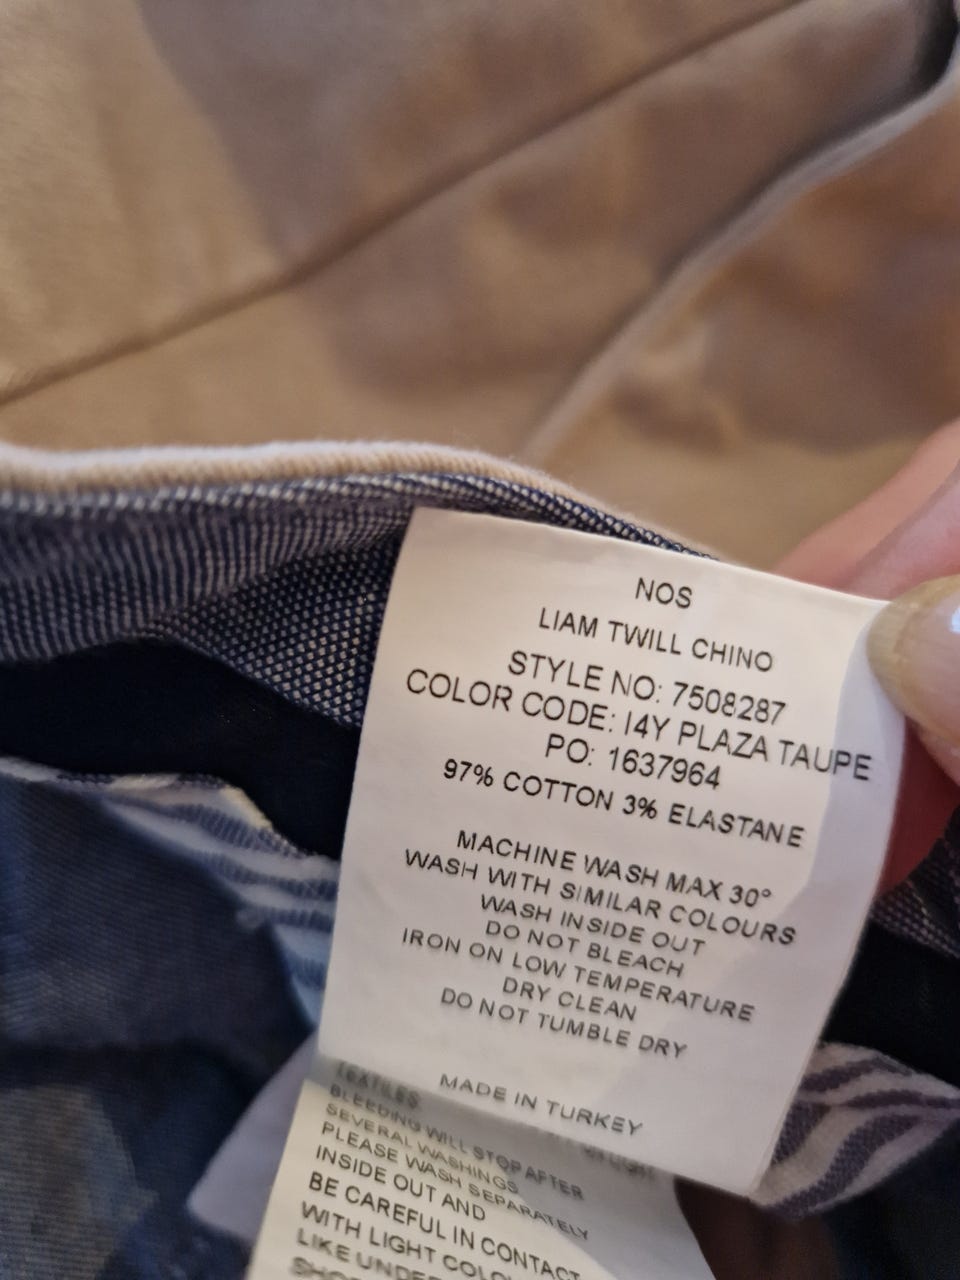 NOS
LIAM TWILL CHINO
STYLE NO: 7508287
COLOR CODE: I4Y PLAZA TAUPE
PO: 1637964
97% COTTON 3% ELASTANE
MACHINE WASH MAX 30°
WASH WITH SIMILAR COLOURS
WASH INSIDE OUT
DO NOT BLEACH
IRON ON LOW TEMPERATURE
DRY CLEAN
DO NOT TUMBLE DRY
MADE IN TURKEY
TEXTILES
BLEEDING WILL STOP AFTER
SEVERAL WASHINGS
PLEASE WASH SEPARATELY
INSIDE OUT AND
BE CAREFUL IN CONTACT
WITH LIGHT
LIKE